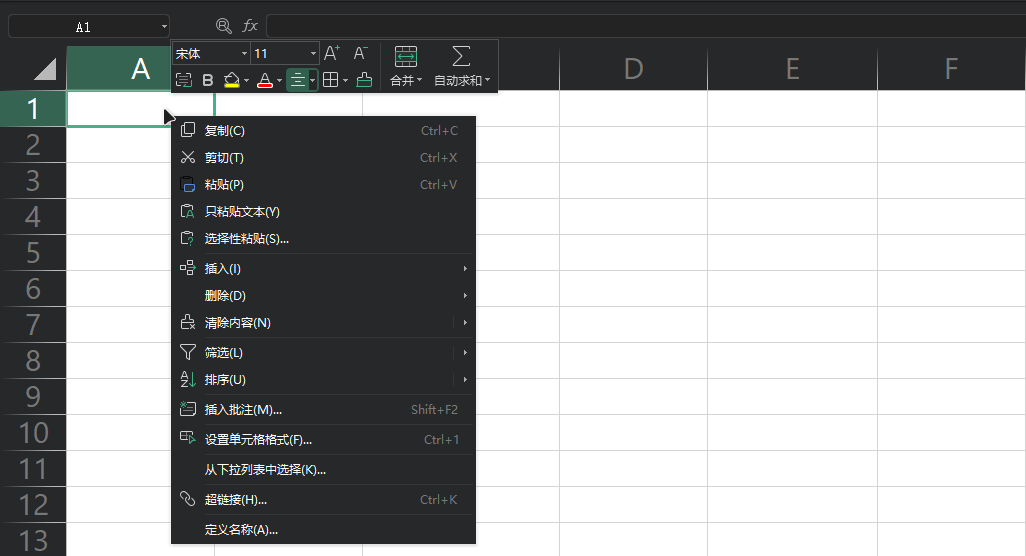 A1
fx
宋体 11 A+ A-
B A 合并 自动求和
A D E F
1
复制(C) Ctrl+C
2
剪切(T) Ctrl+X
3
粘贴(P) Ctrl+V
4
只粘贴文本(Y)
5
选择性粘贴(S)...
6
插入(I)
删除(D)
7
清除内容(N)
8
筛选(L)
9
排序(U)
10
插入批注(M)... Shift+F2
11
设置单元格格式(F)... Ctrl+1
从下拉列表中选择(K)...
12
超链接(H)... Ctrl+K
13
定义名称(A)...